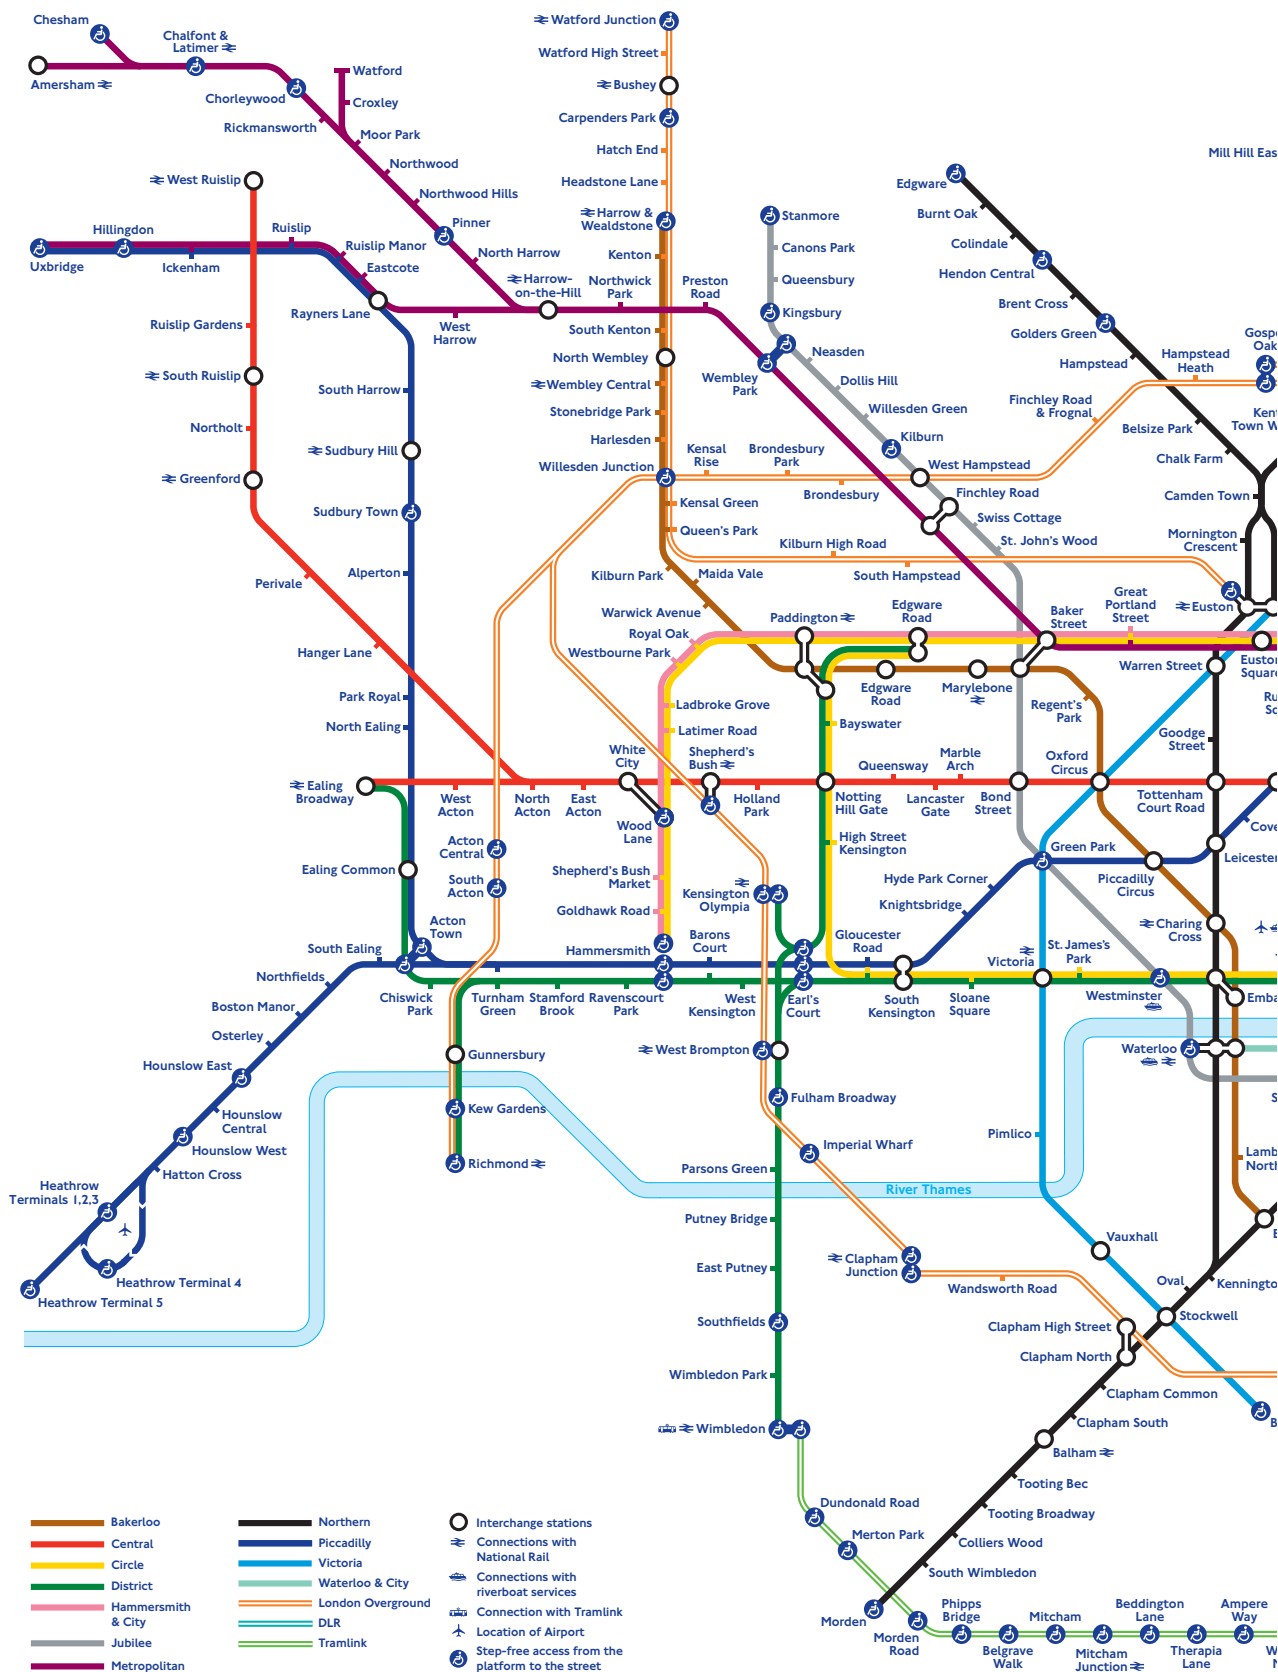 Chesham
Chalfont &
Latimer
Amersham
Chorleywood
Rickmansworth
Watford
Croxley
Moor Park
Northwood
Northwood Hills
Pinner
North Harrow
Harrow-
on-the-Hill
Northwick
Park
Preston
Road
Watford Junction
Watford High Street
Bushey
Carpenders Park
Hatch End
Headstone Lane
Harrow &
Wealdstone
Kenton
South Kenton
North Wembley
Wembley Central
Stonebridge Park
Harlesden
Willesden Junction
Kensal Green
Queen's Park
Kilburn Park
Maida Vale
Warwick Avenue
Royal Oak
Westbourne Park
West Ruislip
Hillingdon
Uxbridge
Ickenham
Ruislip
Ruislip Manor
Eastcote
Rayners Lane
West
Harrow
Ruislip Gardens
South Ruislip
Northolt
Greenford
Perivale
Hanger Lane
South Harrow
Sudbury Hill
Sudbury Town
Alperton
Park Royal
North Ealing
Stanmore
Canons Park
Queensbury
Kingsbury
Wembley
Park
Neasden
Dollis Hill
Willesden Green
Kilburn
West Hampstead
Finchley Road
Swiss Cottage
St. John's Wood
Kensal
Rise
Brondesbury
Park
Brondesbury
Kilburn High Road
South Hampstead
Mill Hill Eas
Edgware
Burnt Oak
Colindale
Hendon Central
Brent Cross
Golders Green
Hampstead
Hampstead
Heath
Finchley Road
& Frognal
Gospe
Oak
Kent
Town W
Belsize Park
Chalk Farm
Camden Town
Mornington
Crescent
Euston
Paddington
Edgware
Road
Baker
Street
Great
Portland
Street
Warren Street
Euston
Square
Ru
Sq
Edgware
Road
Marylebone
Regent's
Park
Goodge
Street
Ladbroke Grove
Latimer Road
Bayswater
White
City
Shepherd's
Bush
Queensway
Marble
Arch
Oxford
Circus
Ealing
Broadway
West
Acton
North
Acton
East
Acton
Wood
Lane
Holland
Park
Notting
Hill Gate
Lancaster
Gate
Bond
Street
Tottenham
Court Road
Cove
Acton
Central
South
Acton
High Street
Kensington
Green Park
Leicester
Ealing Common
Shepherd's Bush
Market
Goldhawk Road
Kensington
Olympia
Hyde Park Corner
Knightsbridge
Piccadilly
Circus
Charing
Cross
Acton
Town
South Ealing
Hammersmith
Barons
Court
Gloucester
Road
Victoria
St. James's
Park
Northfields
Boston Manor
Osterley
Hounslow East
Hounslow
Central
Hounslow West
Hatton Cross
Heathrow
Terminals 1,2,3
Heathrow Terminal 4
Heathrow Terminal 5
Chiswick
Park
Turnham
Green
Stamford
Brook
Ravenscourt
Park
West
Kensington
Earl's
Court
South
Kensington
Sloane
Square
Westminster
Emba
Waterloo
S
Gunnersbury
Kew Gardens
Richmond
West Brompton
Fulham Broadway
Imperial Wharf
Parsons Green
Putney Bridge
East Putney
Southfields
Wimbledon Park
Wimbledon
Clapham
Junction
Wandsworth Road
River Thames
Pimlico
Lamb
North
E
Vauxhall
Oval
Kenningto
Stockwell
Clapham High Street
Clapham North
Clapham Common
Clapham South
B
Balham
Tooting Bec
Tooting Broadway
Colliers Wood
South Wimbledon
Dundonald Road
Merton Park
Morden
Morden
Road
Phipps
Bridge
Belgrave
Walk
Mitcham
Mitcham
Junction
Beddington
Lane
Therapia
Lane
Ampere
Way
Bakerloo
Central
Circle
District
Hammersmith
& City
Jubilee
Metropolitan
Northern
Piccadilly
Victoria
Waterloo & City
London Overground
DLR
Tramlink
Interchange stations
Connections with
National Rail
Connections with
riverboat services
Connection with Tramlink
Location of Airport
Step-free access from the
platform to the street